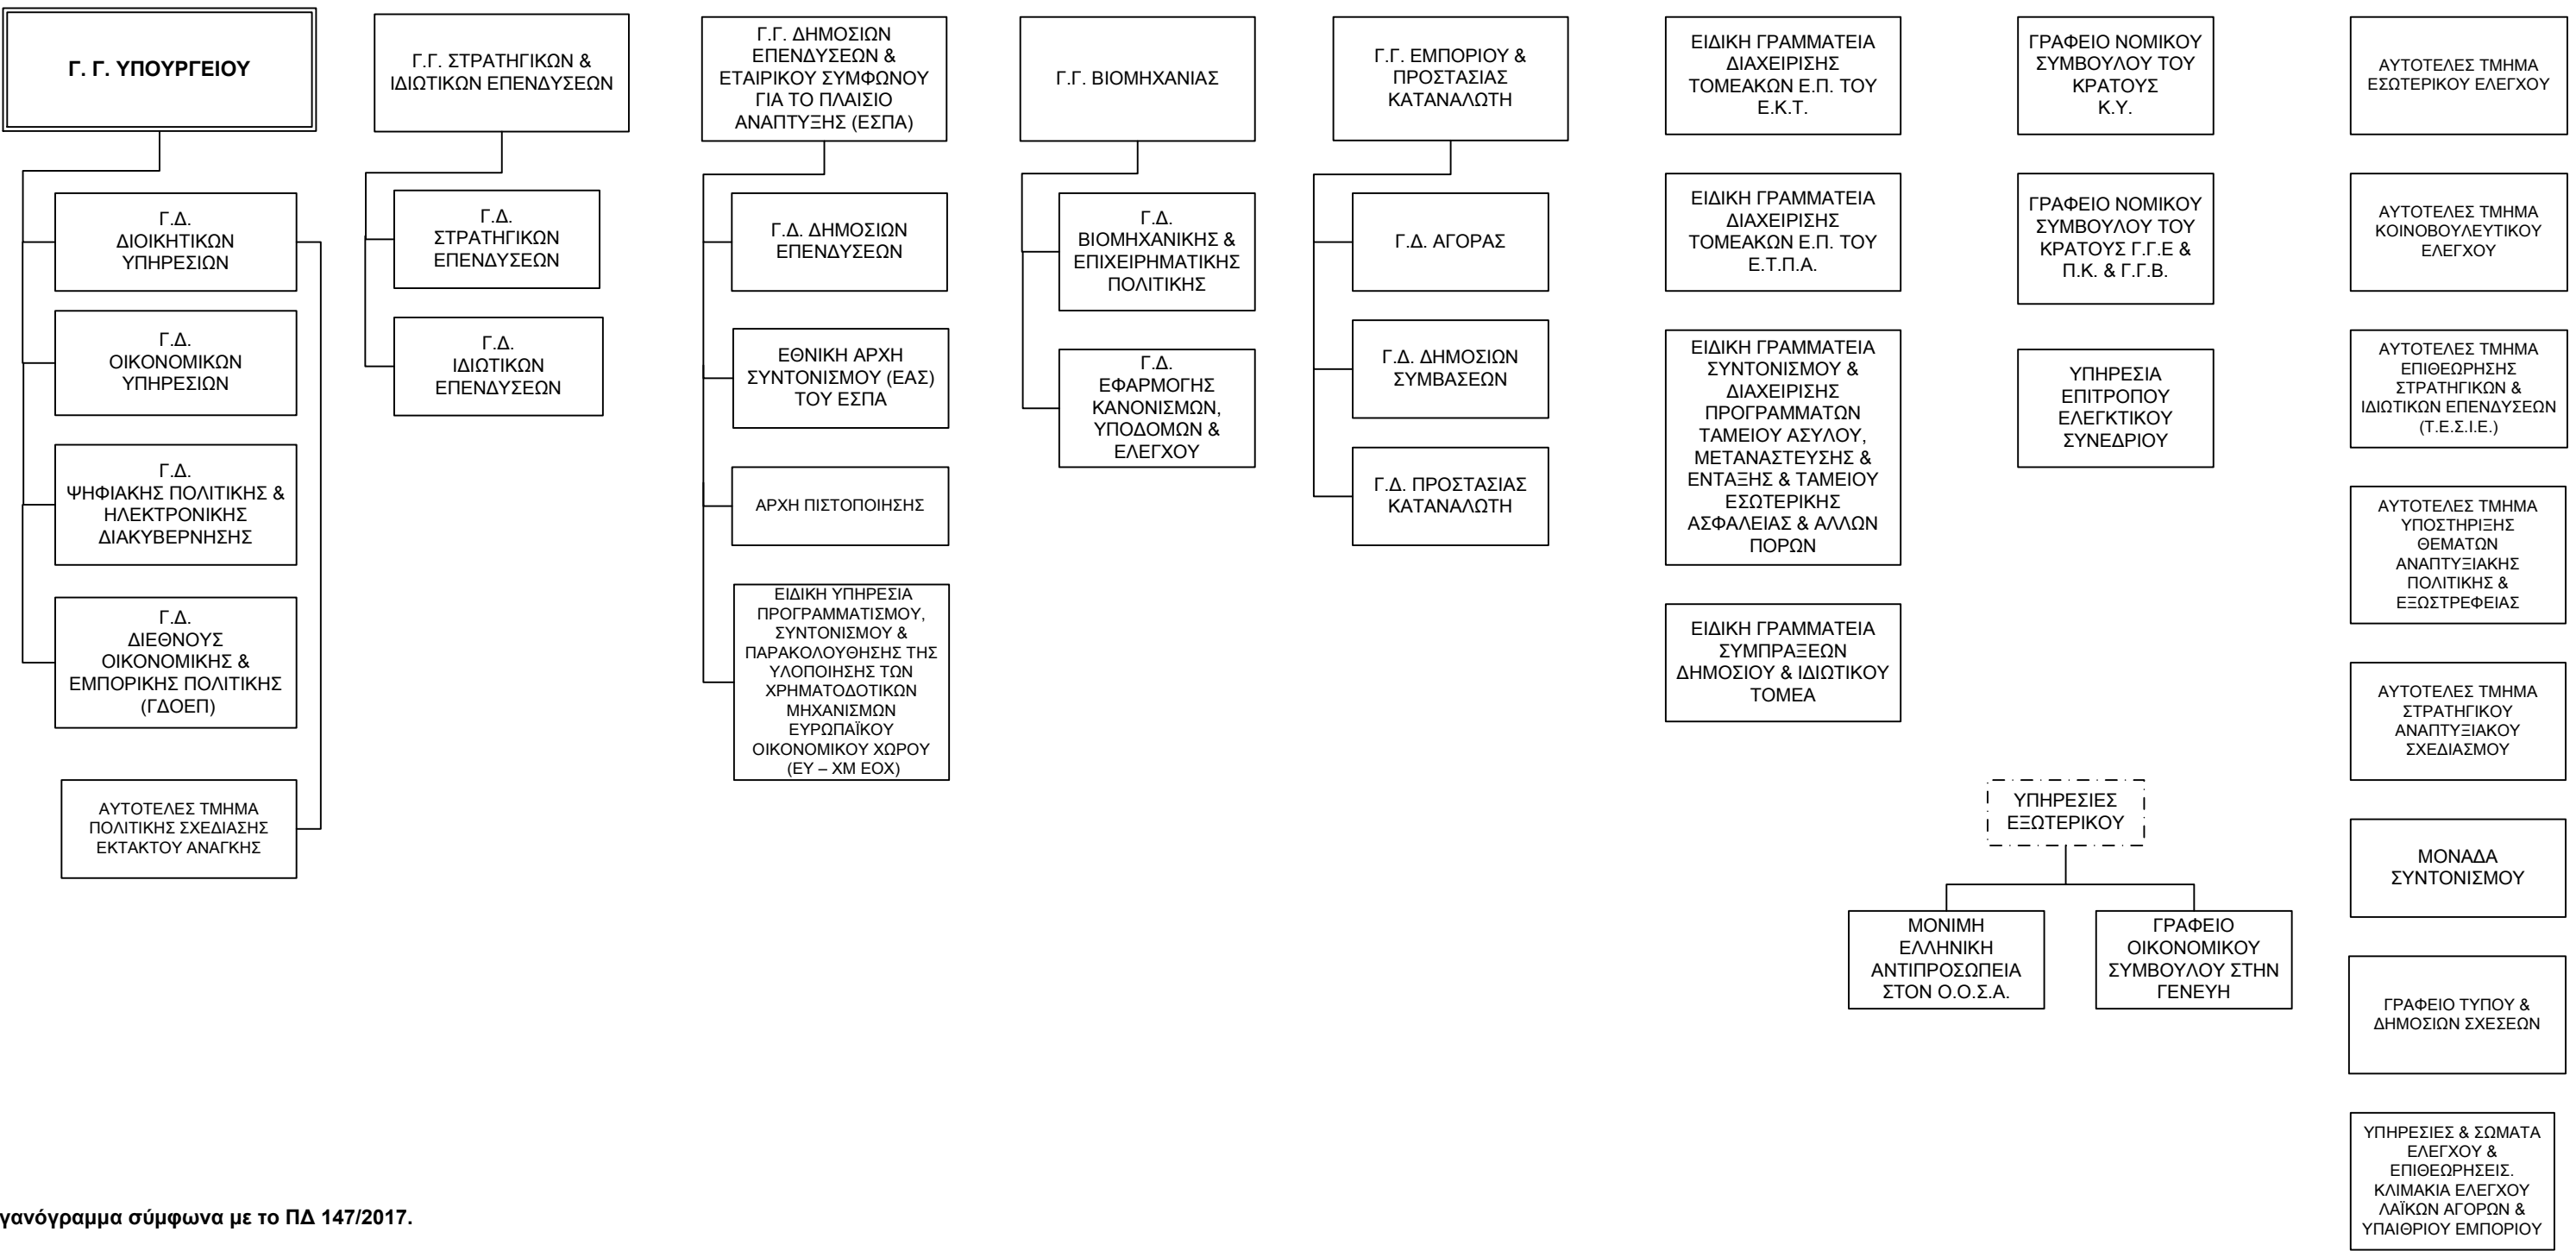 Γ. Γ. ΥΠΟΥΡΓΕΙΟΥ
Γ.Δ.
ΔΙΟΙΚΗΤΙΚΩΝ
ΥΠΗΡΕΣΙΩΝ
Γ.Δ.
ΟΙΚΟΝΟΜΙΚΩΝ
ΥΠΗΡΕΣΙΩΝ
Γ.Δ.
ΨΗΦΙΑΚΗΣ ΠΟΛΙΤΙΚΗΣ &
ΗΛΕΚΤΡΟΝΙΚΗΣ
ΔΙΑΚΥΒΕΡΝΗΣΗΣ
Γ.Δ.
ΔΙΕΘΝΟΥΣ
ΟΙΚΟΝΟΜΙΚΗΣ &
ΕΜΠΟΡΙΚΗΣ ΠΟΛΙΤΙΚΗΣ
(ΓΔΟΕΠ)
ΑΥΤΟΤΕΛΕΣ ΤΜΗΜΑ
ΠΟΛΙΤΙΚΗΣ ΣΧΕΔΙΑΣΗΣ
ΕΚΤΑΚΤΟΥ ΑΝΑΓΚΗΣ
Γ.Γ. ΣΤΡΑΤΗΓΙΚΩΝ &
ΙΔΙΩΤΙΚΩΝ ΕΠΕΝΔΥΣΕΩΝ
Γ.Δ.
ΣΤΡΑΤΗΓΙΚΩΝ
ΕΠΕΝΔΥΣΕΩΝ
Γ.Δ.
ΙΔΙΩΤΙΚΩΝ
ΕΠΕΝΔΥΣΕΩΝ
Γ.Γ. ΔΗΜΟΣΙΩΝ
ΕΠΕΝΔΥΣΕΩΝ &
ΕΤΑΙΡΙΚΟΥ ΣΥΜΦΩΝΟΥ
ΓΙΑ ΤΟ ΠΛΑΙΣΙΟ
ΑΝΑΠΤΥΞΗΣ (ΕΣΠΑ)
Γ.Δ. ΔΗΜΟΣΙΩΝ
ΕΠΕΝΔΥΣΕΩΝ
ΕΘΝΙΚΗ ΑΡΧΗ
ΣΥΝΤΟΝΙΣΜΟΥ (ΕΑΣ)
ΤΟΥ ΕΣΠΑ
ΑΡΧΗ ΠΙΣΤΟΠΟΙΗΣΗΣ
ΕΙΔΙΚΗ ΥΠΗΡΕΣΙΑ
ΠΡΟΓΡΑΜΜΑΤΙΣΜΟΥ,
ΣΥΝΤΟΝΙΣΜΟΥ &
ΠΑΡΑΚΟΛΟΥΘΗΣΗΣ ΤΗΣ
ΥΛΟΠΟΙΗΣΗΣ ΤΩΝ
ΧΡΗΜΑΤΟΔΟΤΙΚΩΝ
ΜΗΧΑΝΙΣΜΩΝ
ΕΥΡΩΠΑΪΚΟΥ
ΟΙΚΟΝΟΜΙΚΟΥ ΧΩΡΟΥ
(ΕΥ – ΧΜ ΕΟΧ)
Γ.Γ. ΒΙΟΜΗΧΑΝΙΑΣ
Γ.Δ.
ΒΙΟΜΗΧΑΝΙΚΗΣ &
ΕΠΙΧΕΙΡΗΜΑΤΙΚΗΣ
ΠΟΛΙΤΙΚΗΣ
Γ.Δ.
ΕΦΑΡΜΟΓΗΣ
ΚΑΝΟΝΙΣΜΩΝ,
ΥΠΟΔΟΜΩΝ &
ΕΛΕΓΧΟΥ
Γ.Γ. ΕΜΠΟΡΙΟΥ &
ΠΡΟΣΤΑΣΙΑΣ
ΚΑΤΑΝΑΛΩΤΗ
Γ.Δ. ΑΓΟΡΑΣ
Γ.Δ. ΔΗΜΟΣΙΩΝ
ΣΥΜΒΑΣΕΩΝ
Γ.Δ. ΠΡΟΣΤΑΣΙΑΣ
ΚΑΤΑΝΑΛΩΤΗ
ΕΙΔΙΚΗ ΓΡΑΜΜΑΤΕΙΑ
ΔΙΑΧΕΙΡΙΣΗΣ
ΤΟΜΕΑΚΩΝ Ε.Π. ΤΟΥ
Ε.Κ.Τ.
ΕΙΔΙΚΗ ΓΡΑΜΜΑΤΕΙΑ
ΔΙΑΧΕΙΡΙΣΗΣ
ΤΟΜΕΑΚΩΝ Ε.Π. ΤΟΥ
Ε.Τ.Π.Α.
ΕΙΔΙΚΗ ΓΡΑΜΜΑΤΕΙΑ
ΣΥΝΤΟΝΙΣΜΟΥ &
ΔΙΑΧΕΙΡΙΣΗΣ
ΠΡΟΓΡΑΜΜΑΤΩΝ
ΤΑΜΕΙΟΥ ΑΣΥΛΟΥ,
ΜΕΤΑΝΑΣΤΕΥΣΗΣ &
ΕΝΤΑΞΗΣ & ΤΑΜΕΙΟΥ
ΕΣΩΤΕΡΙΚΗΣ
ΑΣΦΑΛΕΙΑΣ & ΑΛΛΩΝ
ΠΟΡΩΝ
ΕΙΔΙΚΗ ΓΡΑΜΜΑΤΕΙΑ
ΣΥΜΠΡΑΞΕΩΝ
ΔΗΜΟΣΙΟΥ & ΙΔΙΩΤΙΚΟΥ
ΤΟΜΕΑ
ΓΡΑΦΕΙΟ ΝΟΜΙΚΟΥ
ΣΥΜΒΟΥΛΟΥ ΤΟΥ
ΚΡΑΤΟΥΣ
Κ.Υ.
ΓΡΑΦΕΙΟ ΝΟΜΙΚΟΥ
ΣΥΜΒΟΥΛΟΥ ΤΟΥ
ΚΡΑΤΟΥΣ Γ.Γ.Ε &
Π.Κ. & Γ.Γ.Β.
ΥΠΗΡΕΣΙΑ
ΕΠΙΤΡΟΠΟΥ
ΕΛΕΓΚΤΙΚΟΥ
ΣΥΝΕΔΡΙΟΥ
ΥΠΗΡΕΣΙΕΣ
ΕΞΩΤΕΡΙΚΟΥ
ΜΟΝΙΜΗ
ΕΛΛΗΝΙΚΗ
ΑΝΤΙΠΡΟΣΩΠΕΙΑ
ΣΤΟΝ Ο.Ο.Σ.Α.
ΓΡΑΦΕΙΟ
ΟΙΚΟΝΟΜΙΚΟΥ
ΣΥΜΒΟΥΛΟΥ ΣΤΗΝ
ΓΕΝΕΥΗ
ΑΥΤΟΤΕΛΕΣ ΤΜΗΜΑ
ΕΣΩΤΕΡΙΚΟΥ ΕΛΕΓΧΟΥ
ΑΥΤΟΤΕΛΕΣ ΤΜΗΜΑ
ΚΟΙΝΟΒΟΥΛΕΥΤΙΚΟΥ
ΕΛΕΓΧΟΥ
ΑΥΤΟΤΕΛΕΣ ΤΜΗΜΑ
ΕΠΙΘΕΩΡΗΣΗΣ
ΣΤΡΑΤΗΓΙΚΩΝ &
ΙΔΙΩΤΙΚΩΝ ΕΠΕΝΔΥΣΕΩΝ
(Τ.Ε.Σ.Ι.Ε.)
ΑΥΤΟΤΕΛΕΣ ΤΜΗΜΑ
ΥΠΟΣΤΗΡΙΞΗΣ
ΘΕΜΑΤΩΝ
ΑΝΑΠΤΥΞΙΑΚΗΣ
ΠΟΛΙΤΙΚΗΣ &
ΕΞΩΣΤΡΕΦΕΙΑΣ
ΑΥΤΟΤΕΛΕΣ ΤΜΗΜΑ
ΣΤΡΑΤΗΓΙΚΟΥ
ΑΝΑΠΤΥΞΙΑΚΟΥ
ΣΧΕΔΙΑΣΜΟΥ
ΜΟΝΑΔΑ
ΣΥΝΤΟΝΙΣΜΟΥ
ΓΡΑΦΕΙΟ ΤΥΠΟΥ &
ΔΗΜΟΣΙΩΝ ΣΧΕΣΕΩΝ
ΥΠΗΡΕΣΙΕΣ & ΣΩΜΑΤΑ
ΕΛΕΓΧΟΥ &
ΕΠΙΘΕΩΡΗΣΕΙΣ.
ΚΛΙΜΑΚΙΑ ΕΛΕΓΧΟΥ
ΛΑΪΚΩΝ ΑΓΟΡΩΝ &
ΥΠΑΙΘΡΙΟΥ ΕΜΠΟΡΙΟΥ
γανόγραμμα σύμφωνα με το ΠΔ 147/2017.